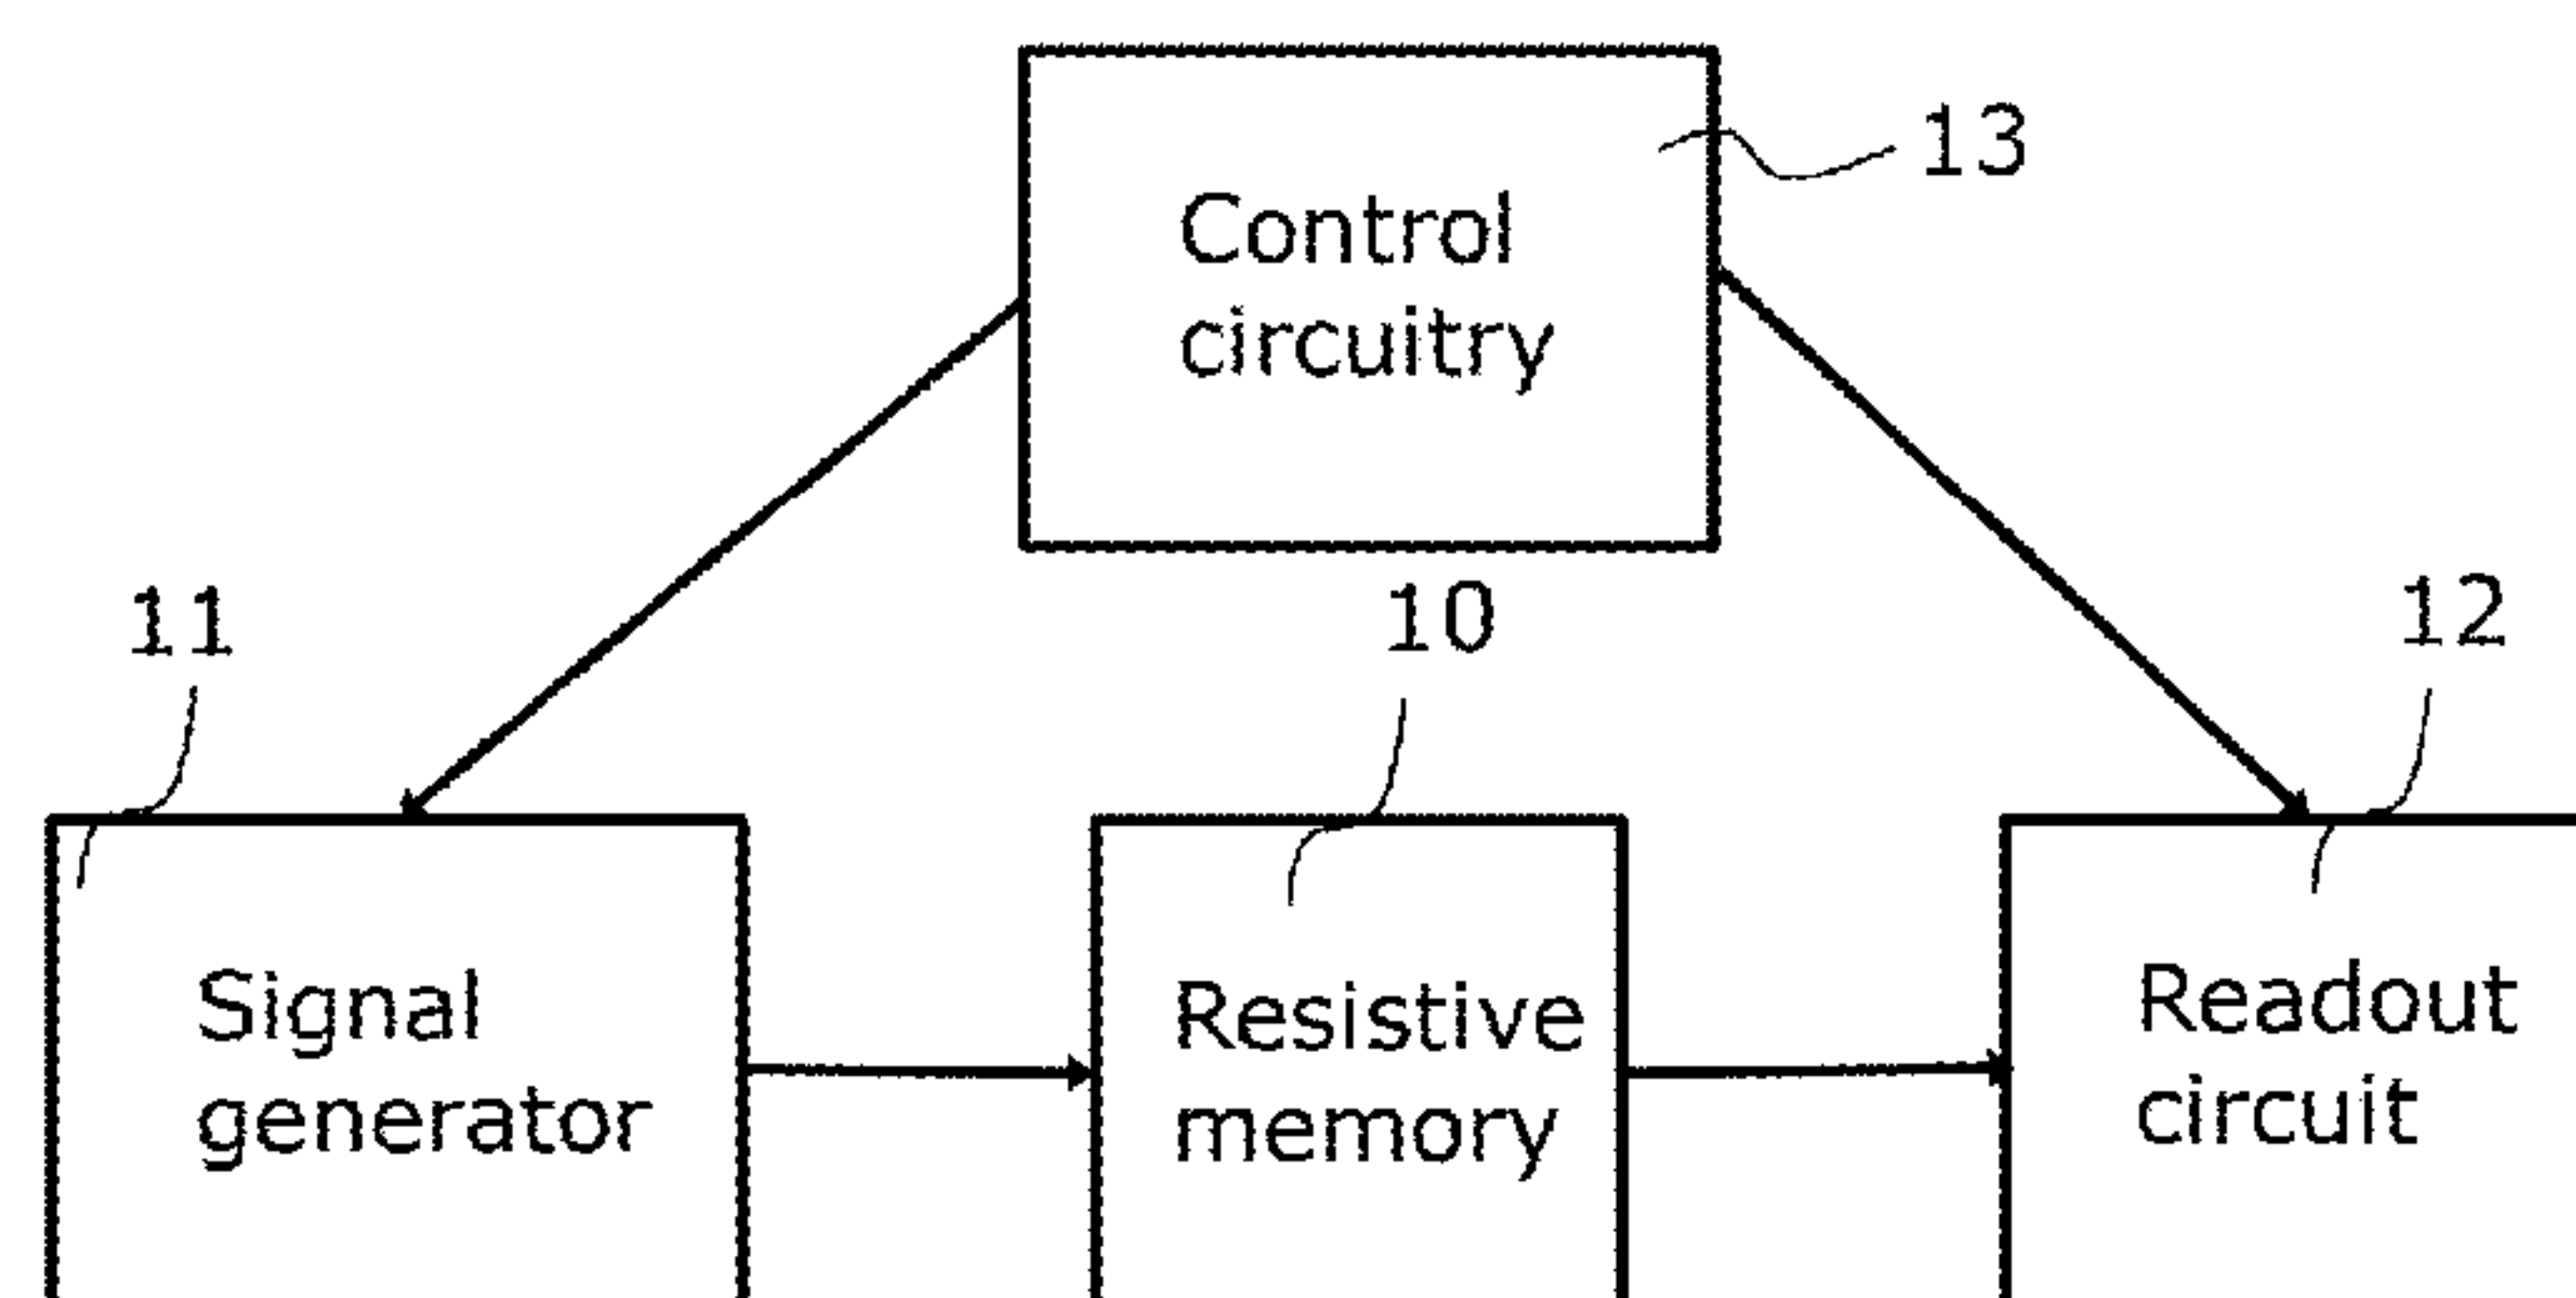 13
Control
circuitry
11
10
12
Signal
generator
Resistive
memory
Readout
circuit